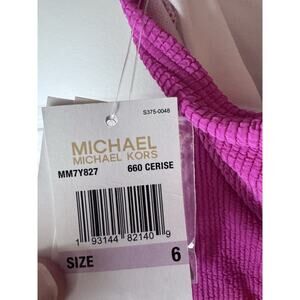 S375-0048
MICHAEL
MICHAEL KORS
MM7Y827 660 CERISE
1 93144 82140 9
SIZE 6